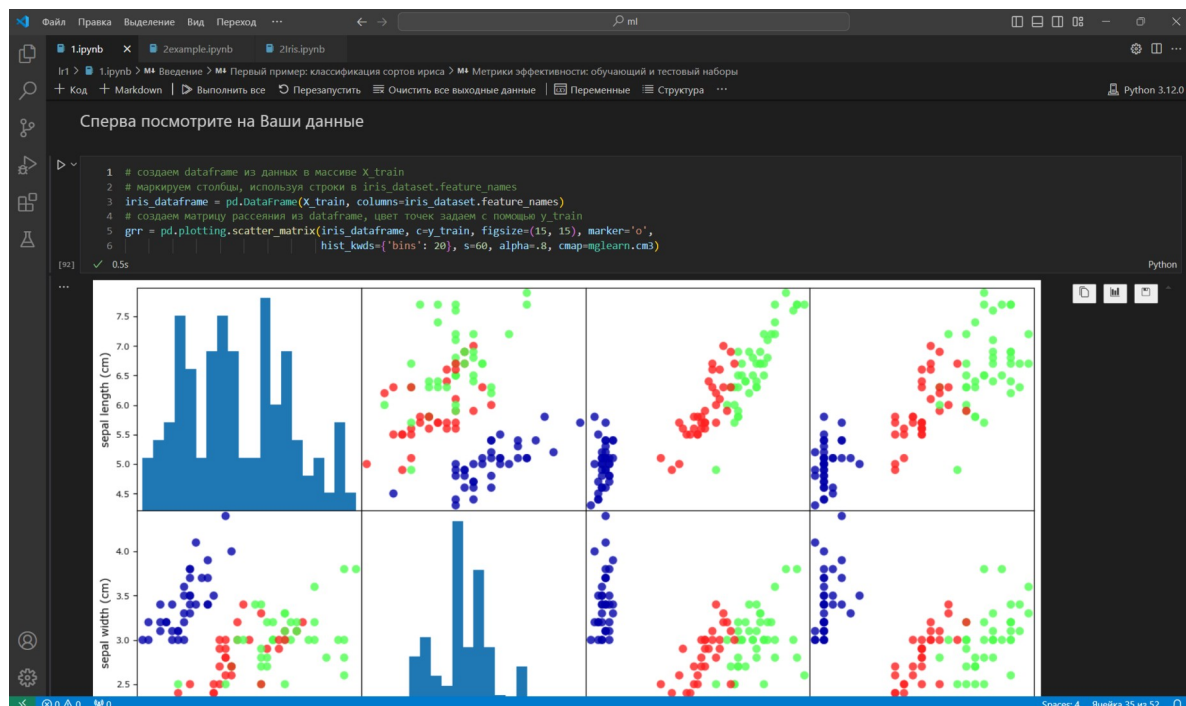 Файл Правка Выделение Вид Переход ··· ml
1.ipynb 2example.ipynb 2Iris.ipynb
lr1 > 1.ipynb > M↓ Введение > M↓ Первый пример: классификация сортов ириса > M↓ Метрики эффективности: обучающий и тестовый наборы
+ Код + Markdown Выполнить все Перезапустить Очистить все выходные данные Переменные Структура ··· Python 3.12.0
Сперва посмотрите на Ваши данные
1 # создаем dataframe из данных в массиве X_train
2 # маркируем столбцы, используя строки в iris_dataset.feature_names
3 iris_dataframe = pd.DataFrame(X_train, columns=iris_dataset.feature_names)
4 # создаем матрицу рассеяния из dataframe, цвет точек задаем с помощью y_train
5 grr = pd.plotting.scatter_matrix(iris_dataframe, c=y_train, figsize=(15, 15), marker='o',
6 hist_kwds={'bins': 20}, s=60, alpha=.8, cmap=mglearn.cm3)
[92] ✓ 0.5s Python
···
sepal length (cm)
7.5
7.0
6.5
6.0
5.5
5.0
4.5
sepal width (cm)
4.0
3.5
3.0
2.5
0 0 0 Spaces: 4 Ячейка 35 из 52